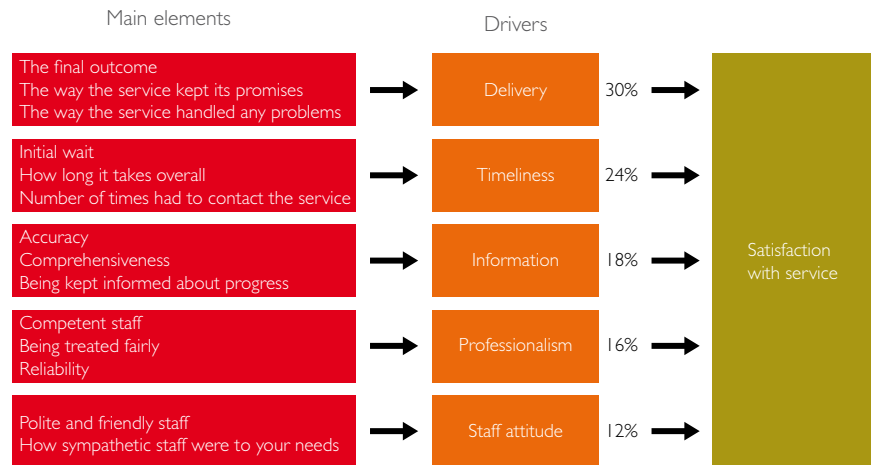 Main elements
Drivers
The final outcome
The way the service kept its promises
The way the service handled any problems
Delivery
30%
Initial wait
How long it takes overall
Number of times had to contact the service
Timeliness
24%
Accuracy
Comprehensiveness
Being kept informed about progress
Information
18%
Satisfaction
with service
Competent staff
Being treated fairly
Reliability
Professionalism
16%
Polite and friendly staff
How sympathetic staff were to your needs
Staff attitude
12%